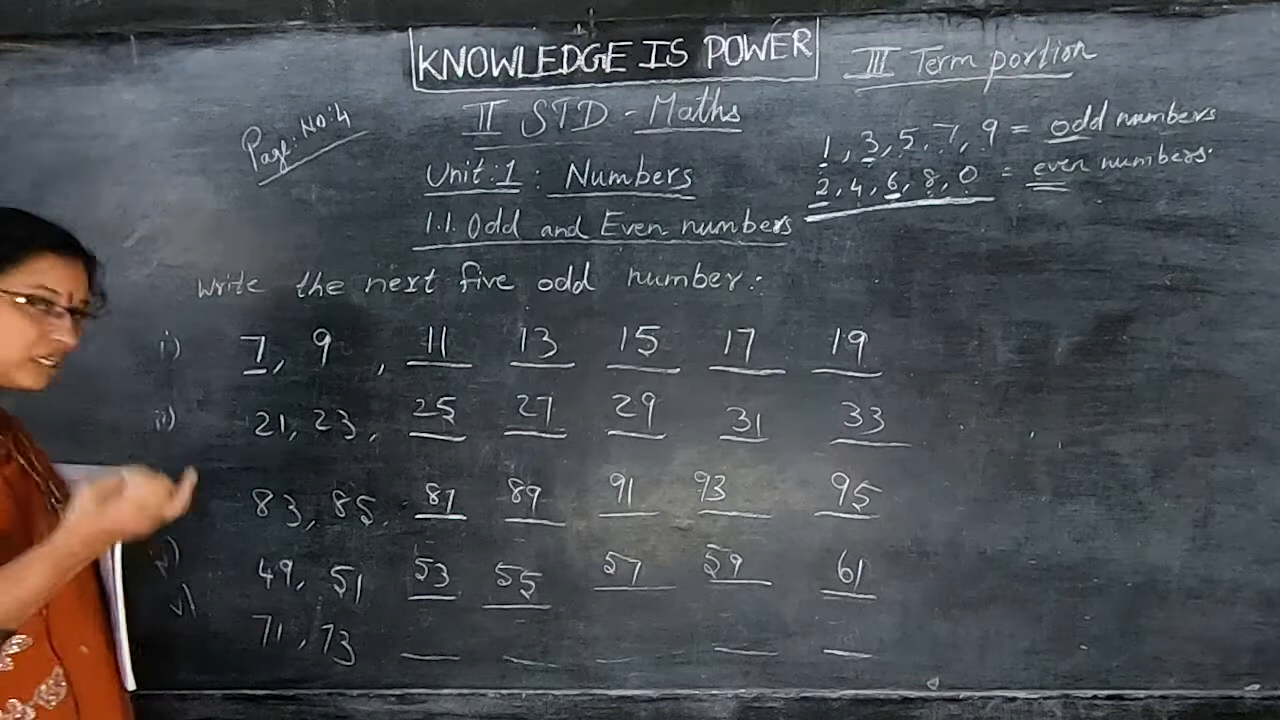 KNOWLEDGE IS POWER
III Term portion
Page: No: 4
II STD - Maths
1, 3, 5, 7, 9 = odd numbers
2, 4, 6, 8, 0 = even numbers.
Unit: 1 : Numbers
1.1. Odd and Even numbers
Write the next five odd number:
i) 7, 9, 11 13 15 17 19
ii) 21, 23, 25 27 29 31 33
83, 85, 87 89 91 93 95
49, 51 53 55 57 59 61
v) 71, 73